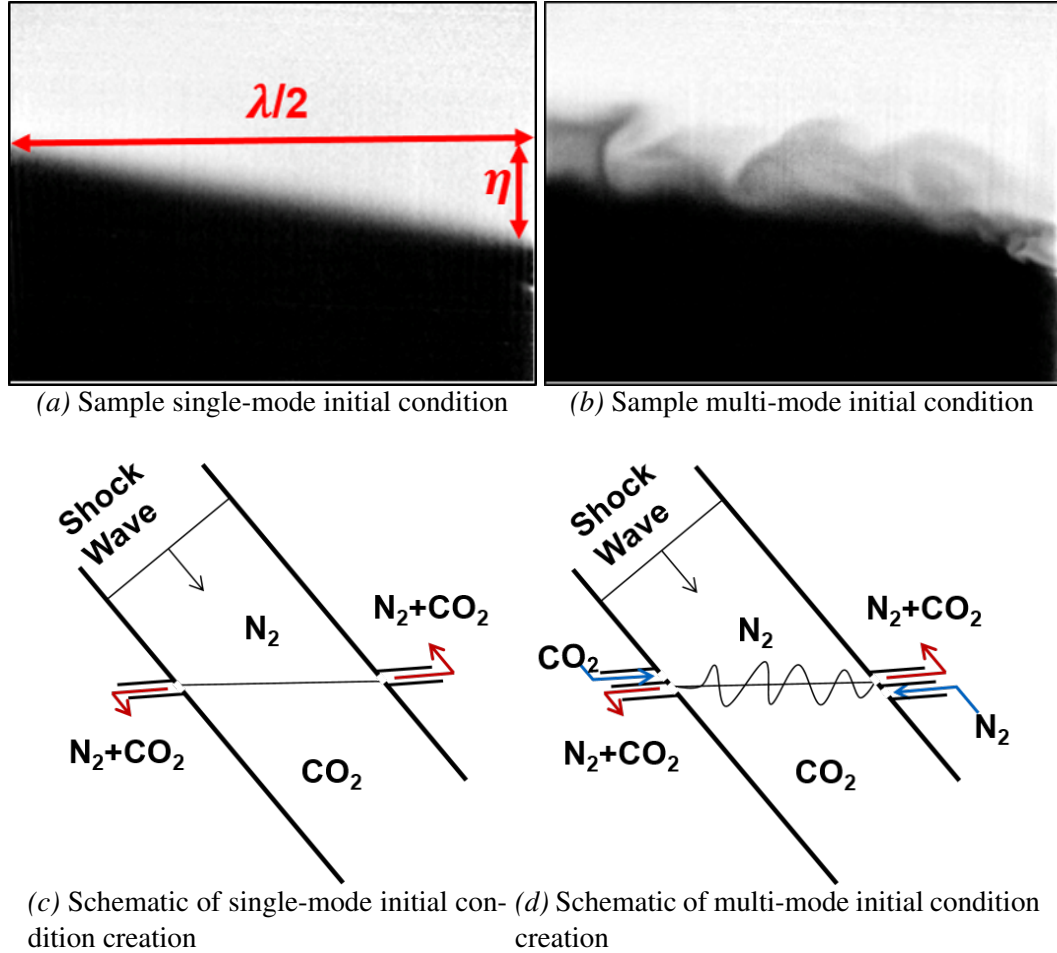 λ/2
η
(a) Sample single-mode initial condition
(b) Sample multi-mode initial condition
Shock
Wave
N₂
N₂+CO₂
N₂+CO₂
CO₂
Shock
Wave
N₂
N₂+CO₂
CO₂
N₂+CO₂
N₂
CO₂
(c) Schematic of single-mode initial con-
dition creation
(d) Schematic of multi-mode initial condition
creation